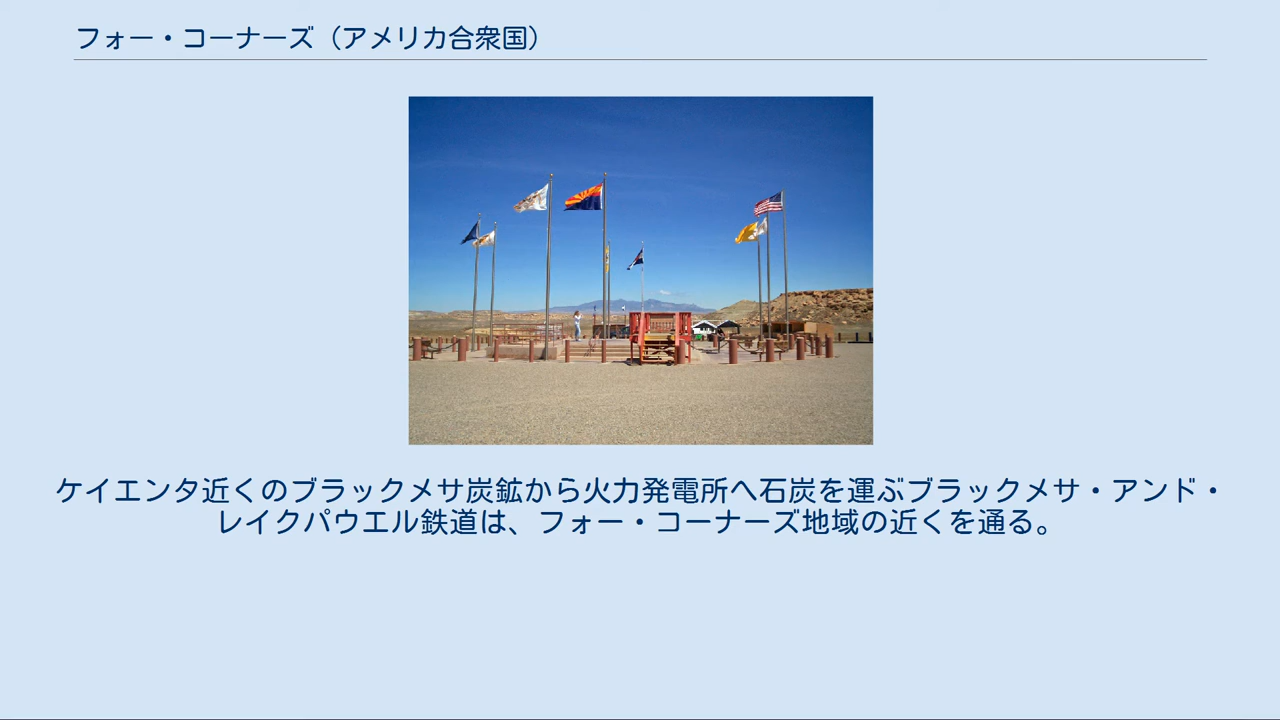 フォー・コーナーズ（アメリカ合衆国）
ケイエンタ近くのブラックメサ炭鉱から火力発電所へ石炭を運ぶブラックメサ・アンド・
レイクパウエル鉄道は、フォー・コーナーズ地域の近くを通る。